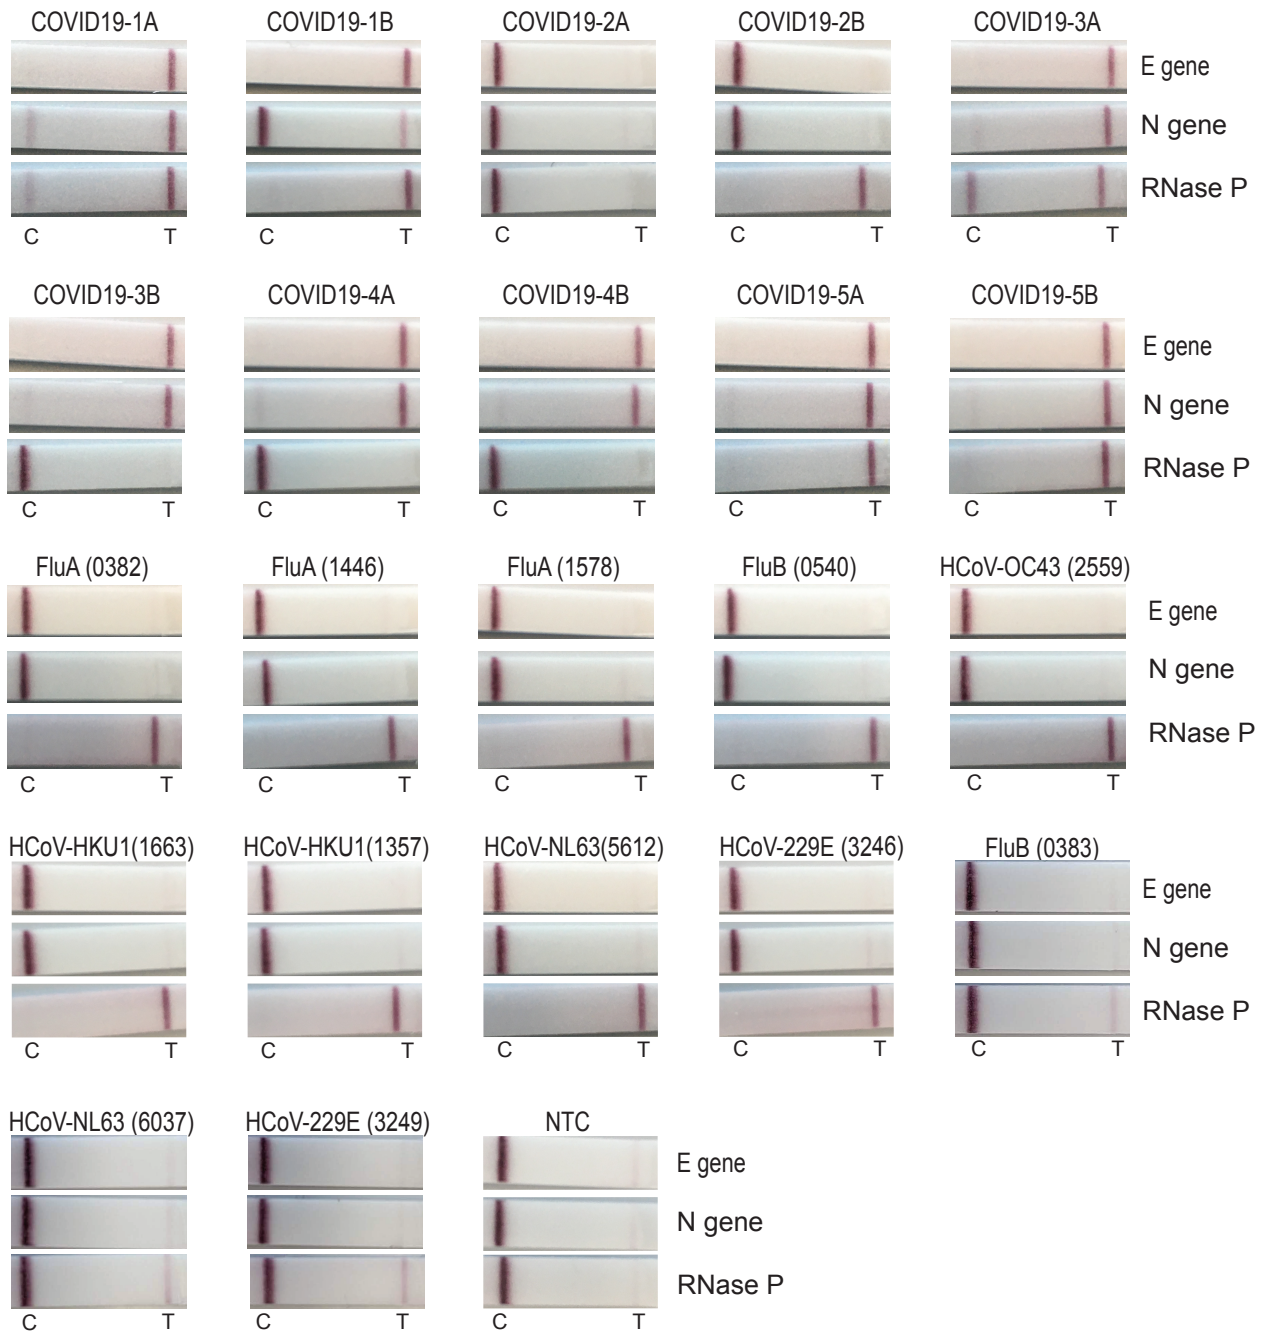 COVID19-1A COVID19-1B COVID19-2A COVID19-2B COVID19-3A
E gene
N gene
RNase P
C T C T C T C T C T
COVID19-3B COVID19-4A COVID19-4B COVID19-5A COVID19-5B
E gene
N gene
RNase P
C T C T C T C T C T
FluA (0382) FluA (1446) FluA (1578) FluB (0540) HCoV-OC43 (2559)
E gene
N gene
RNase P
C T C T C T C T C T
HCoV-HKU1(1663) HCoV-HKU1(1357) HCoV-NL63(5612) HCoV-229E (3246) FluB (0383)
E gene
N gene
RNase P
C T C T C T C T C T
HCoV-NL63 (6037) HCoV-229E (3249) NTC
E gene
N gene
RNase P
C T C T C T